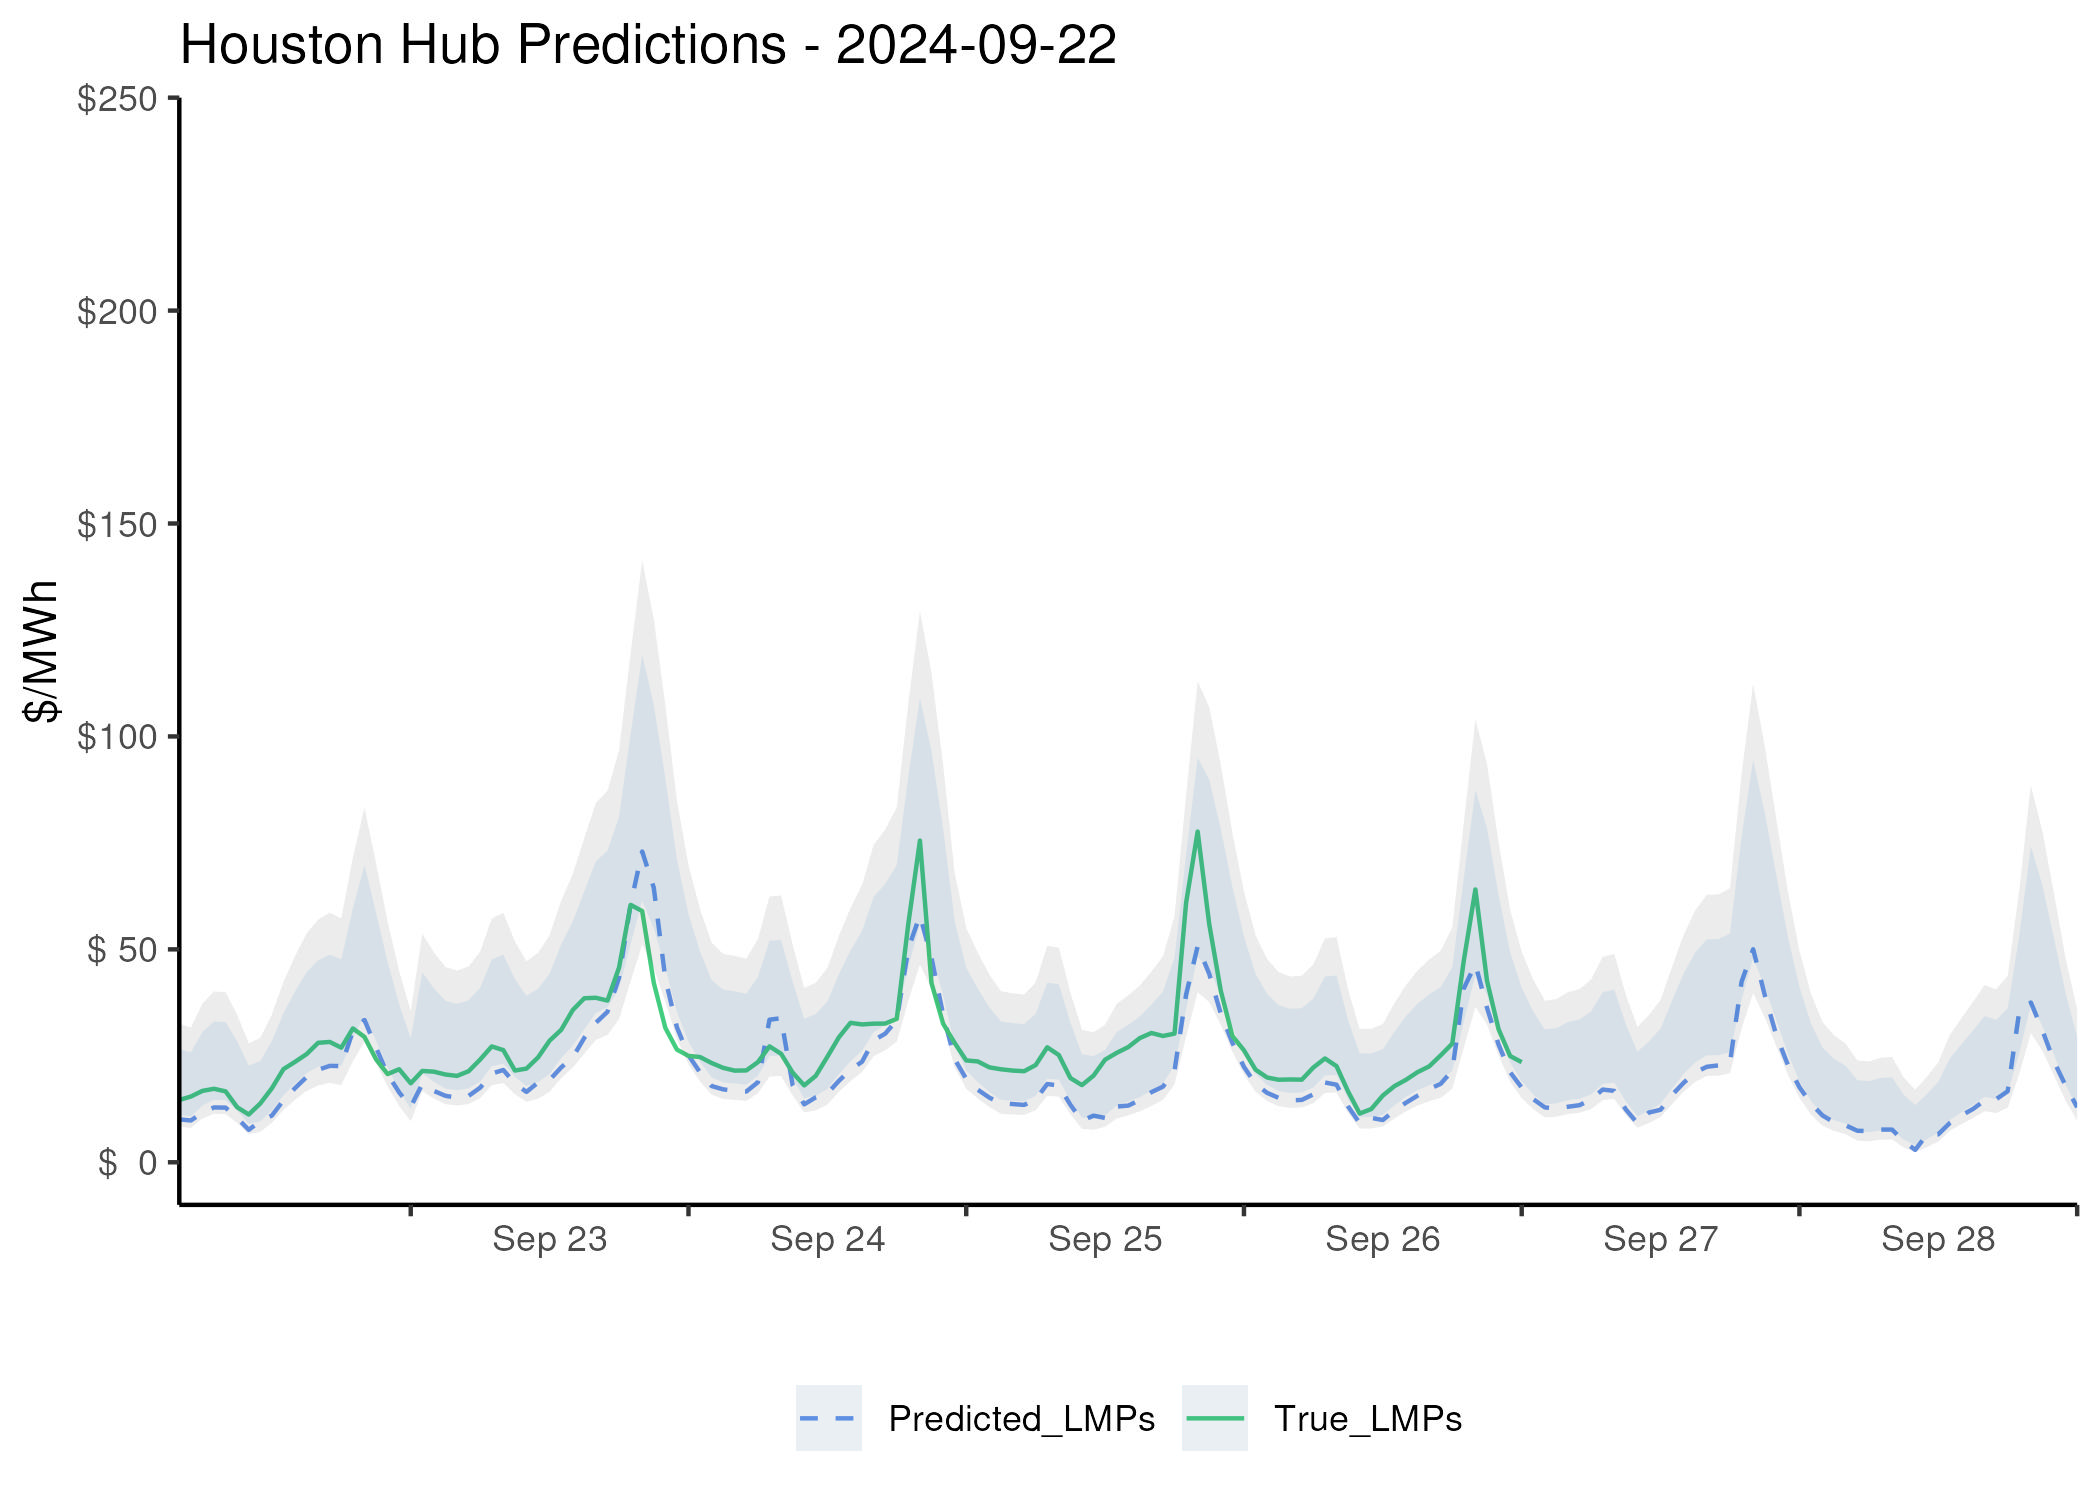 Houston Hub Predictions - 2024-09-22
$250
$200
$150
$100
$ 50
$  0
$/MWh
Sep 23 Sep 24 Sep 25 Sep 26 Sep 27 Sep 28
Predicted_LMPs True_LMPs